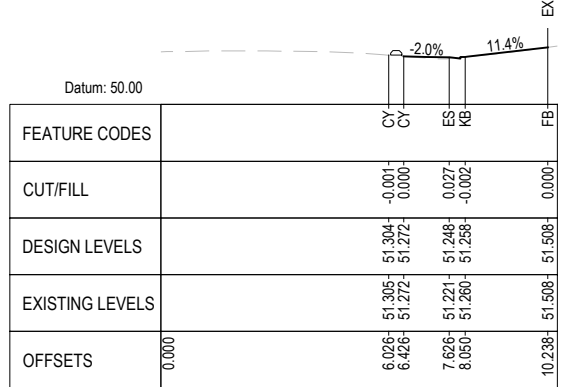 EX
-2.0% 11.4%
Datum: 50.00
FEATURE CODES CY CY ES KB FB
CUT/FILL -0.001 0.000 0.027 -0.002 0.000
DESIGN LEVELS 51.304 51.272 51.248 51.258 51.508
EXISTING LEVELS 51.305 51.272 51.221 51.260 51.508
OFFSETS 0.000 6.026 6.426 7.626 8.050 10.238